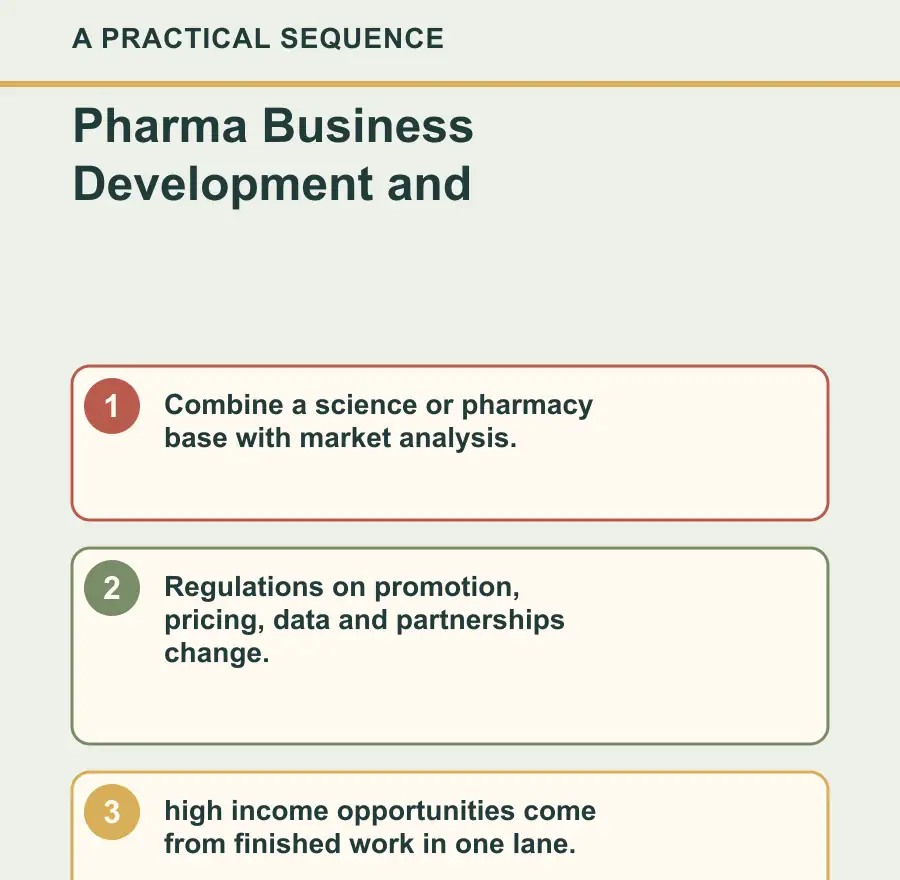 A PRACTICAL SEQUENCE
Pharma Business
Development and
1
Combine a science or pharmacy
base with market analysis.
2
Regulations on promotion,
pricing, data and partnerships
change.
3
high income opportunities come
from finished work in one lane.